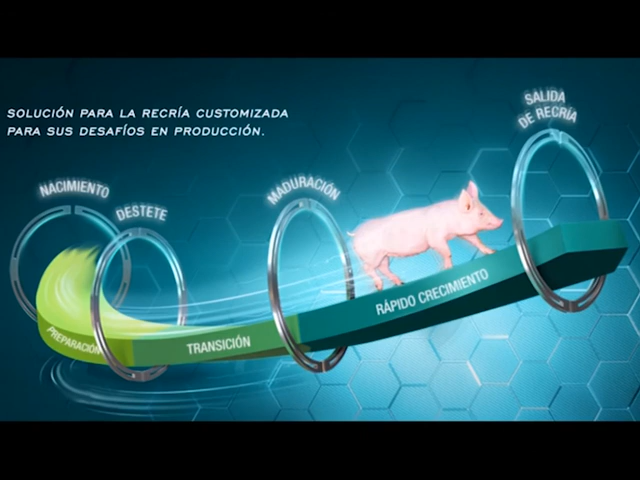 SOLUCIÓN PARA LA RECRÍA CUSTOMIZADA
PARA SUS DESAFÍOS EN PRODUCCIÓN.
NACIMIENTO
DESTETE
MADURACIÓN
SALIDA
DE RECRÍA
PREPARACIÓN
TRANSICIÓN
RÁPIDO CRECIMIENTO